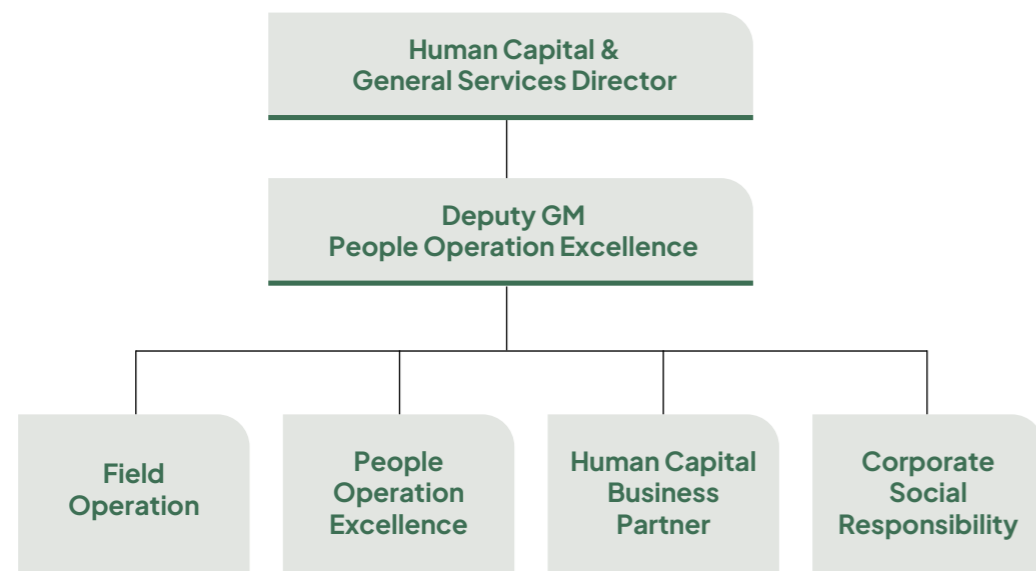 Human Capital &
General Services Director
Deputy GM
People Operation Excellence
Field
Operation
People
Operation
Excellence
Human Capital
Business
Partner
Corporate
Social
Responsibility